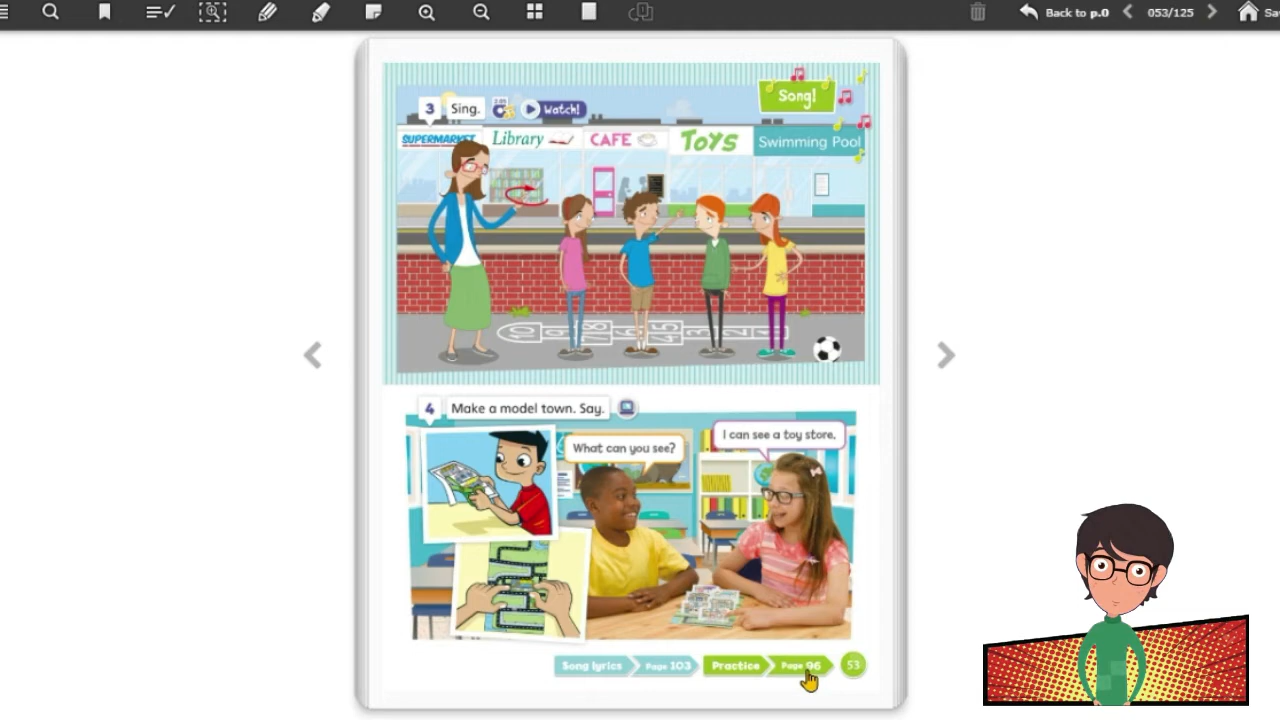 Back to p.0
053/125
Song!
3 Sing.
Watch!
SUPERMARKET
Library
CAFE
TOYS
Swimming Pool
10
4 Make a model town. Say.
What can you see?
I can see a toy store.
Song lyrics Page 103 Practice Page 96 53